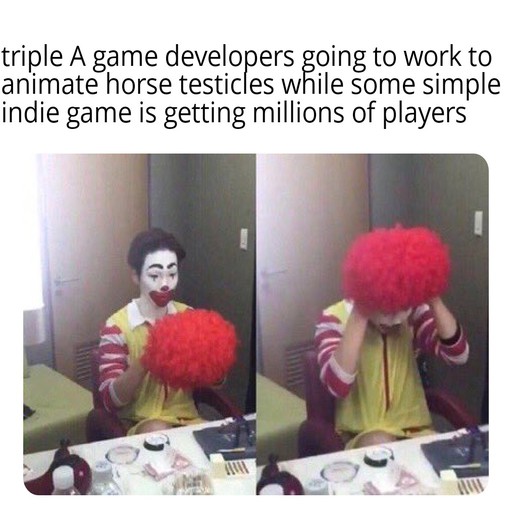 triple A game developers going to work to
animate horse testicles while some simple
indie game is getting millions of players